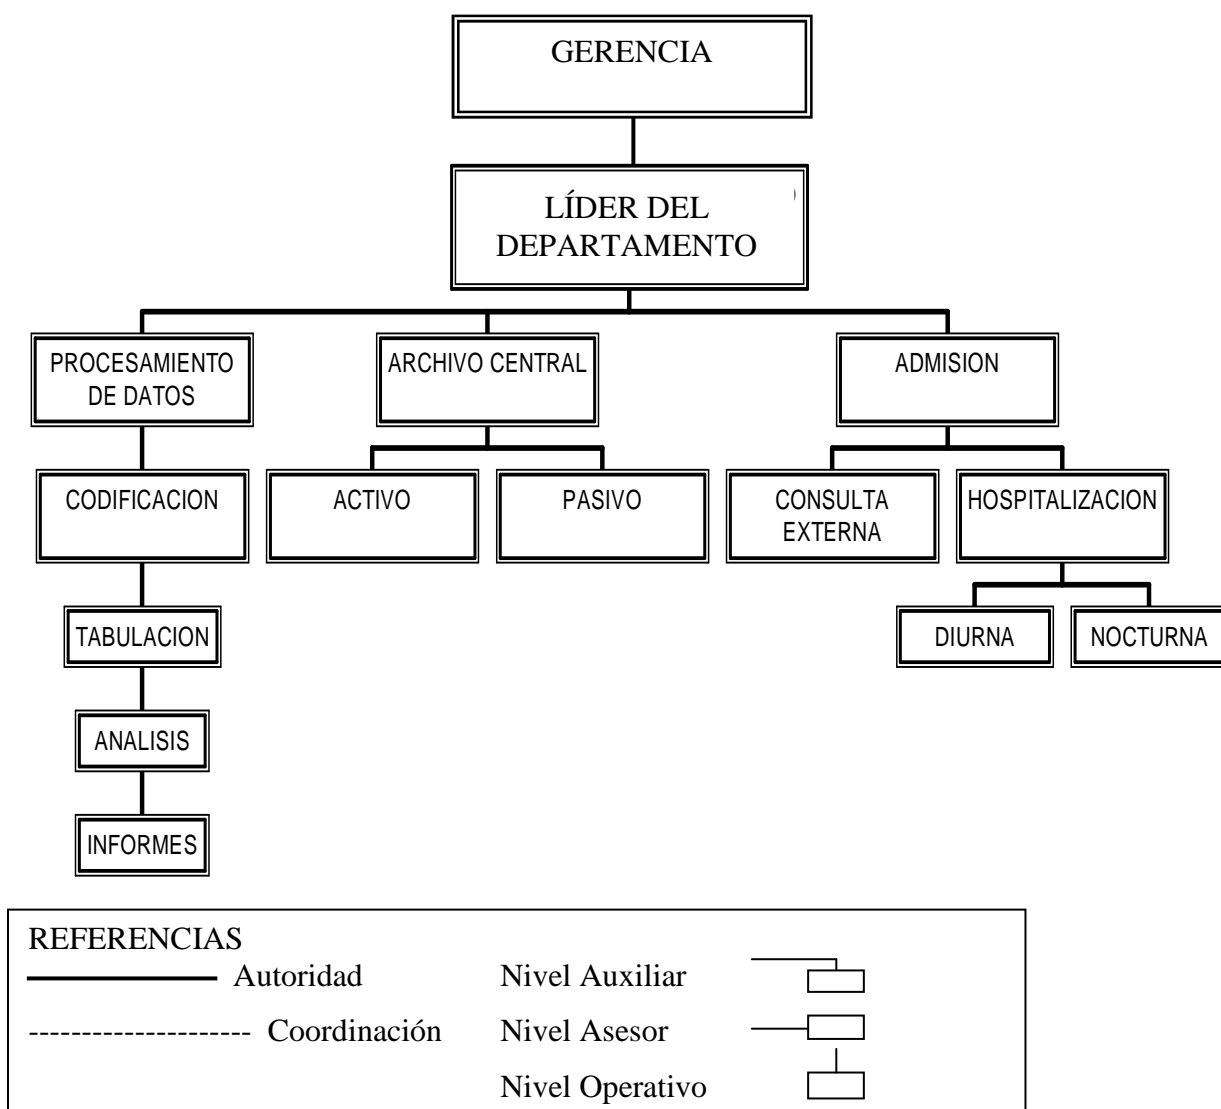 GERENCIA
LÍDER DEL
DEPARTAMENTO
PROCESAMIENTO
DE DATOS
ARCHIVO CENTRAL
ADMISION
CODIFICACION
ACTIVO
PASIVO
CONSULTA
EXTERNA
HOSPITALIZACION
TABULACION
DIURNA
NOCTURNA
ANALISIS
INFORMES
REFERENCIAS
Autoridad
Nivel Auxiliar
Coordinación
Nivel Asesor
Nivel Operativo